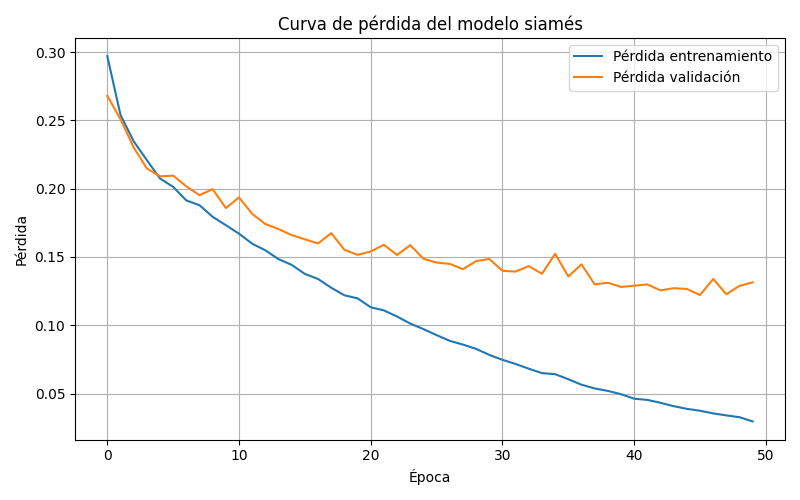 Curva de pérdida del modelo siamés
Pérdida entrenamiento
Pérdida validación
Pérdida
0.30
0.25
0.20
0.15
0.10
0.05
0 10 20 30 40 50
Época